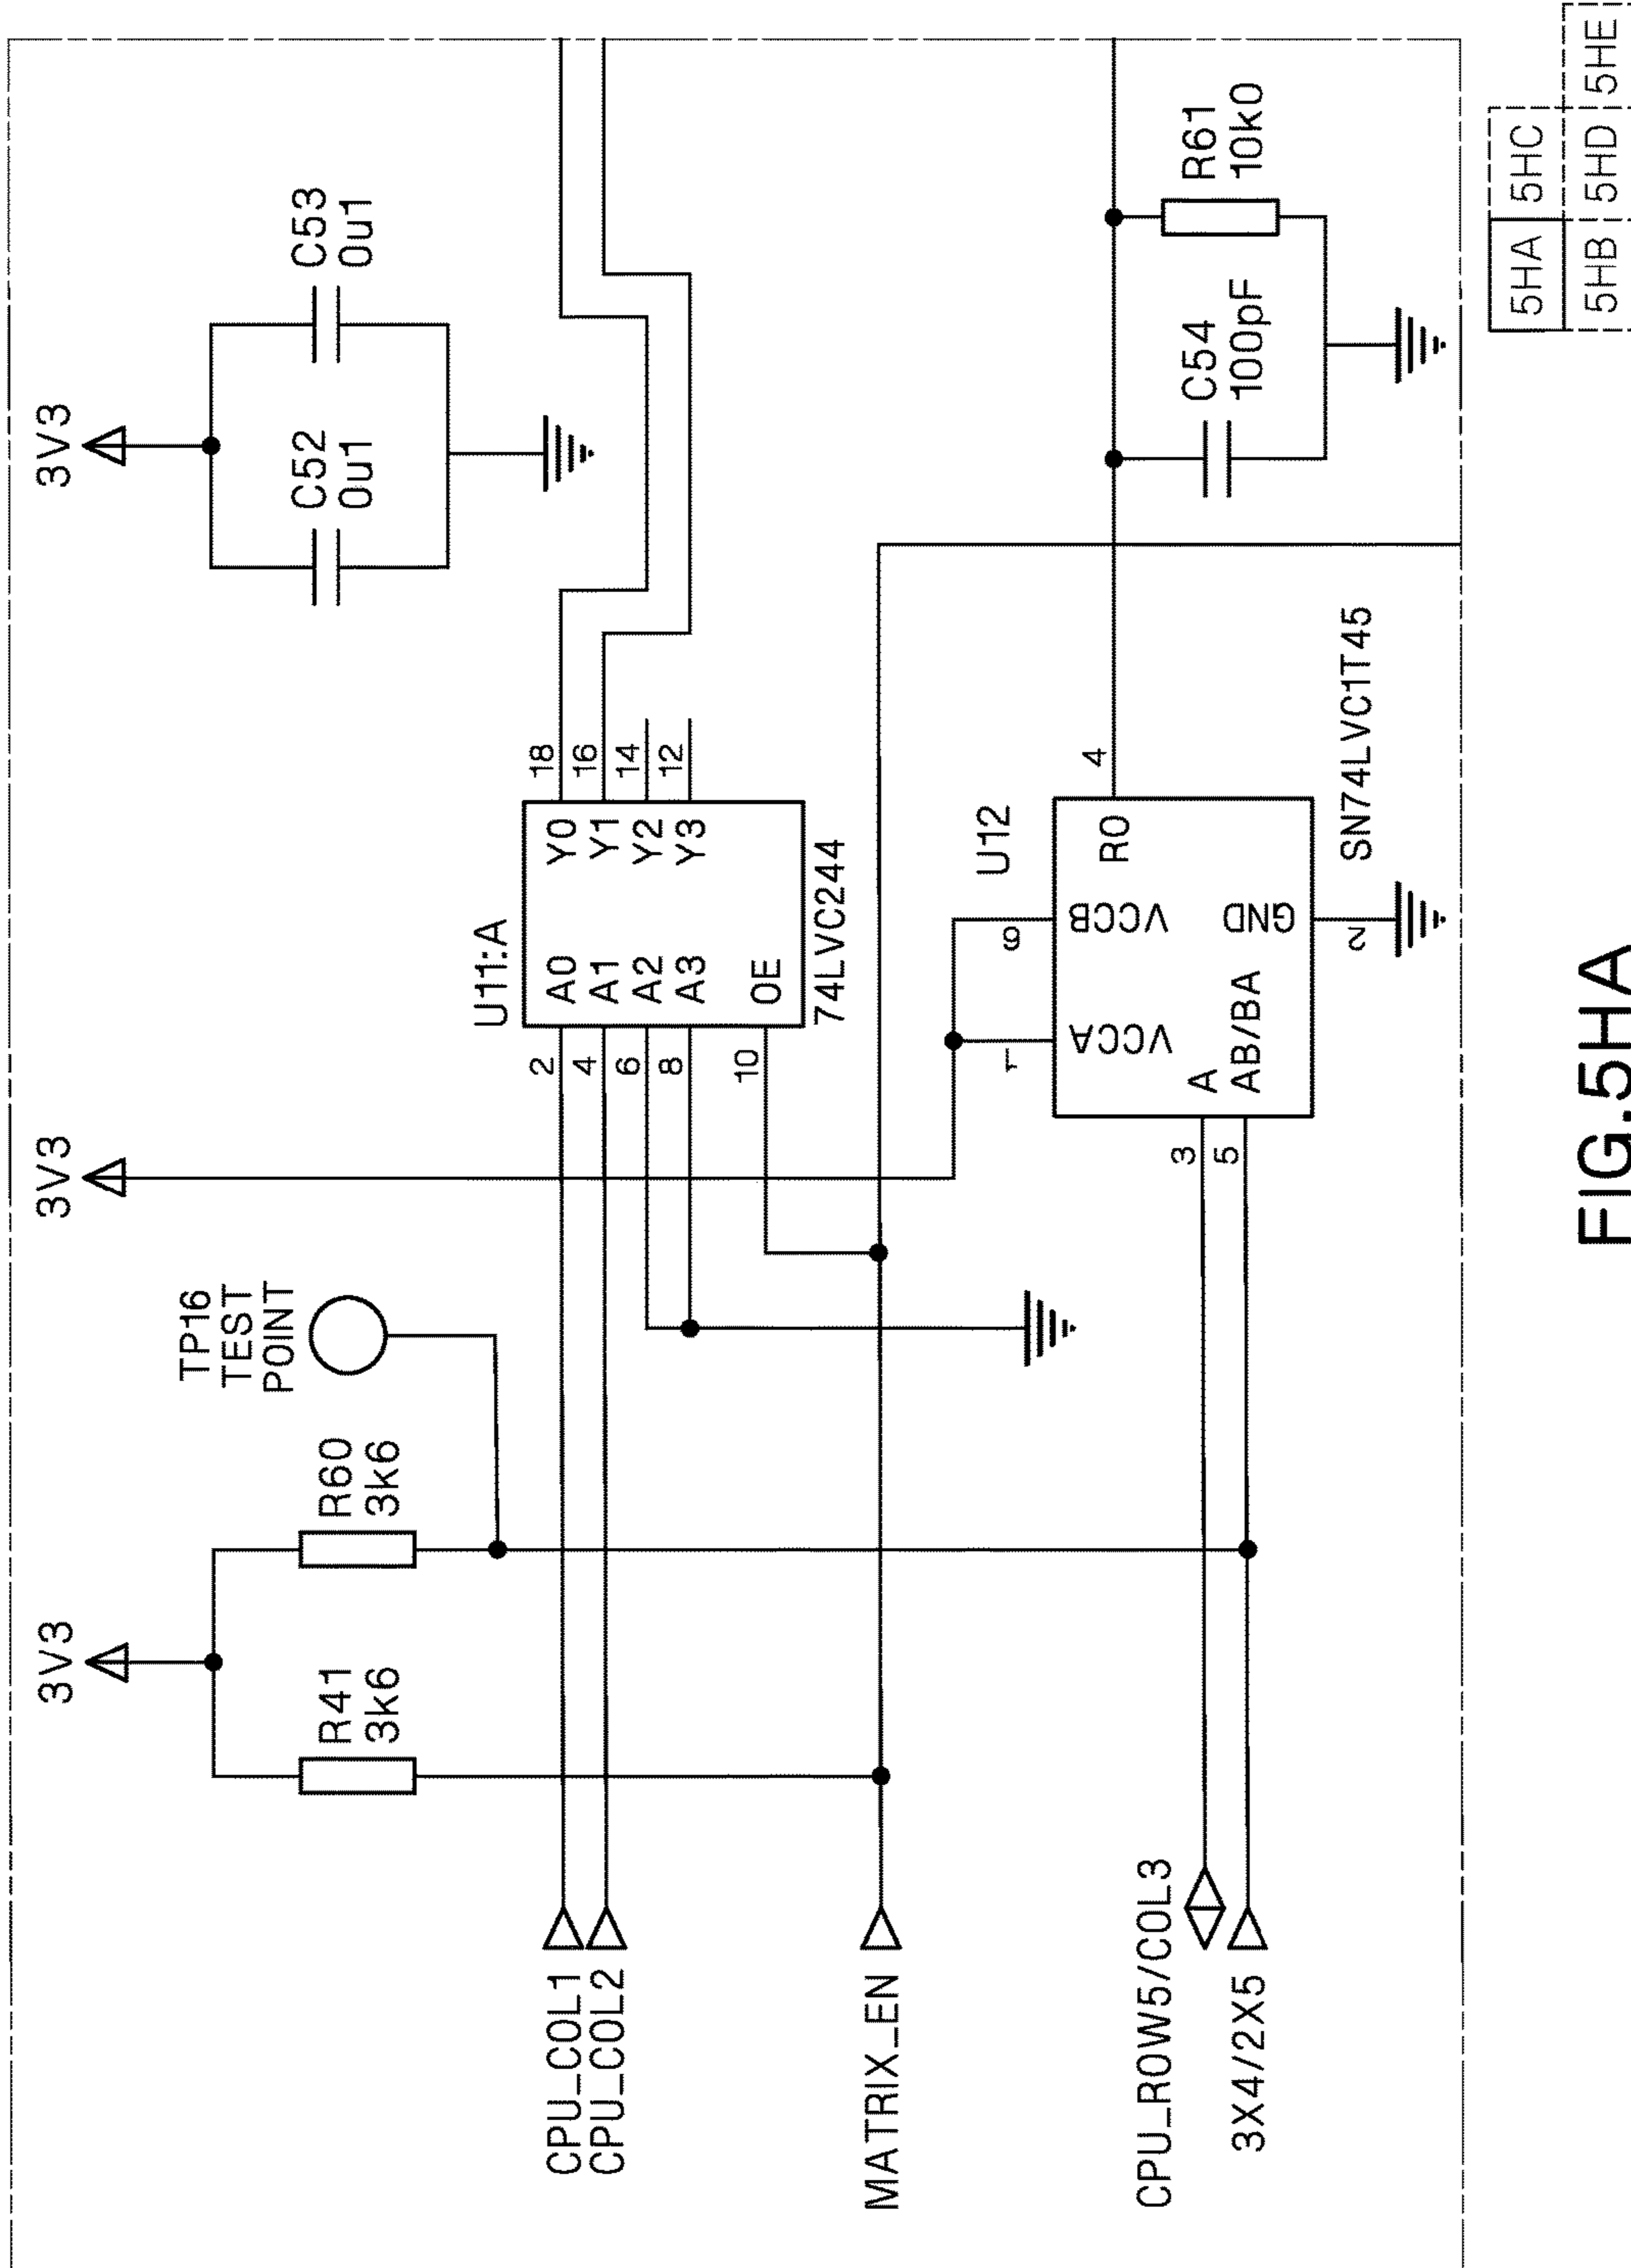 3V3
3V3
3V3
R41
3k6
R60
3k6
TP16
TEST
POINT
C52
0u1
C53
0u1
CPU_COL1
CPU_COL2
MATRIX_EN
CPU_ROW5/COL3
3X4/2X5
U11:A
2
4
6
8
10
A0
A1
A2
A3
OE
Y0
Y1
Y2
Y3
18
16
14
12
74LVC244
U12
1
6
VCCA
VCCB
3
5
A
AB/BA
RO
GND
4
2
SN74LVC1T45
C54
100pF
R61
10k0
5HA 5HC
5HB 5HD 5HE
FIG.5HA